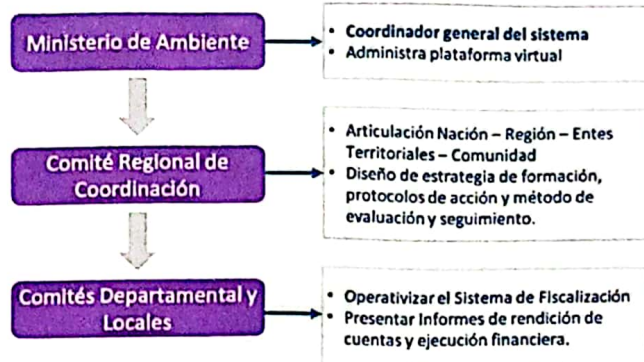 Ministerio de Ambiente
• Coordinador general del sistema
• Administra plataforma virtual
Comité Regional de
Coordinación
• Articulación Nación – Región – Entes
Territoriales – Comunidad
• Diseño de estrategia de formación,
protocolos de acción y método de
evaluación y seguimiento.
Comités Departamental y
Locales
• Operativizar el Sistema de Fiscalización
• Presentar Informes de rendición de
cuentas y ejecución financiera.